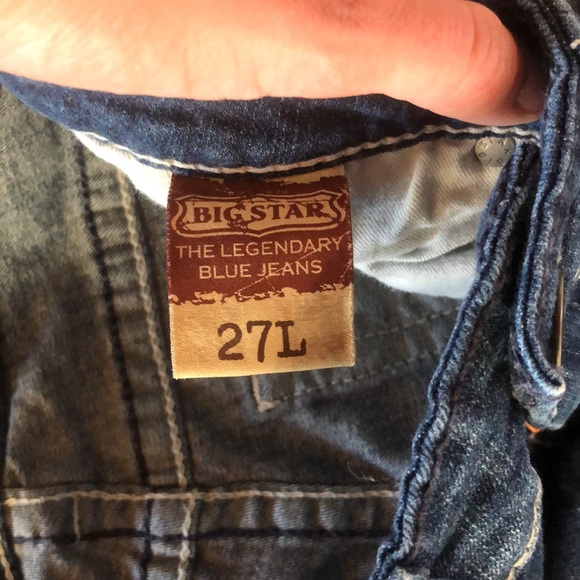 BIG STAR
THE LEGENDARY
BLUE JEANS
27L